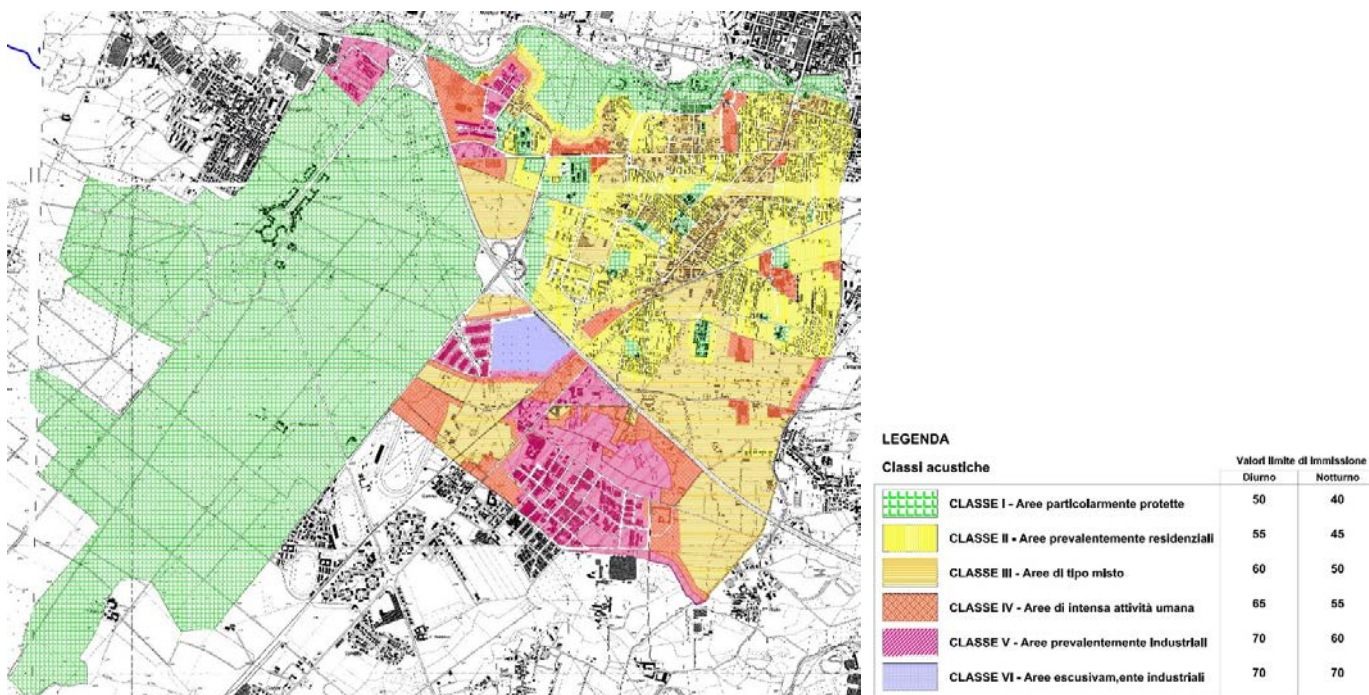 LEGENDA
Classi acustiche
Valori limite di immissione
Diurno Notturno
CLASSE I - Aree particolarmente protette 50 40
CLASSE II - Aree prevalentemente residenziali 55 45
CLASSE III - Aree di tipo misto 60 50
CLASSE IV - Aree di intensa attività umana 65 55
CLASSE V - Aree prevalentemente industriali 70 60
CLASSE VI - Aree escusivam,ente industriali 70 70